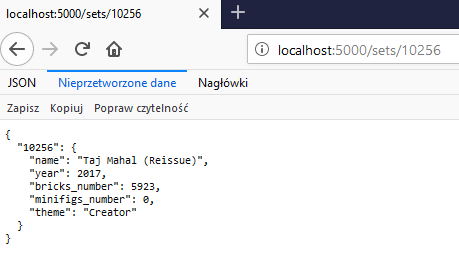 localhost:5000/sets/10256
localhost:5000/sets/10256
JSON Nieprzetworzone dane Nagłówki
Zapisz Kopiuj Popraw czytelność
{
  "10256": {
    "name": "Taj Mahal (Reissue)",
    "year": 2017,
    "bricks_number": 5923,
    "minifigs_number": 0,
    "theme": "Creator"
  }
}